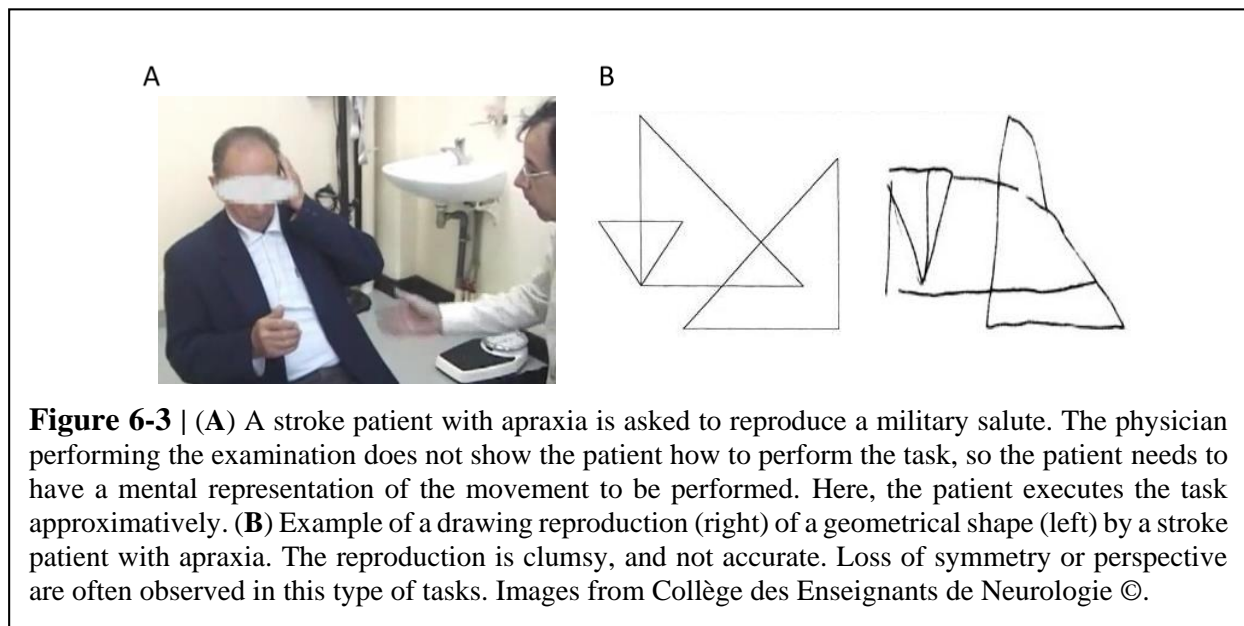 A
B
Figure 6-3 | (A) A stroke patient with apraxia is asked to reproduce a military salute. The physician
performing the examination does not show the patient how to perform the task, so the patient needs to
have a mental representation of the movement to be performed. Here, the patient executes the task
approximatively. (B) Example of a drawing reproduction (right) of a geometrical shape (left) by a stroke
patient with apraxia. The reproduction is clumsy, and not accurate. Loss of symmetry or perspective
are often observed in this type of tasks. Images from Collège des Enseignants de Neurologie ©.